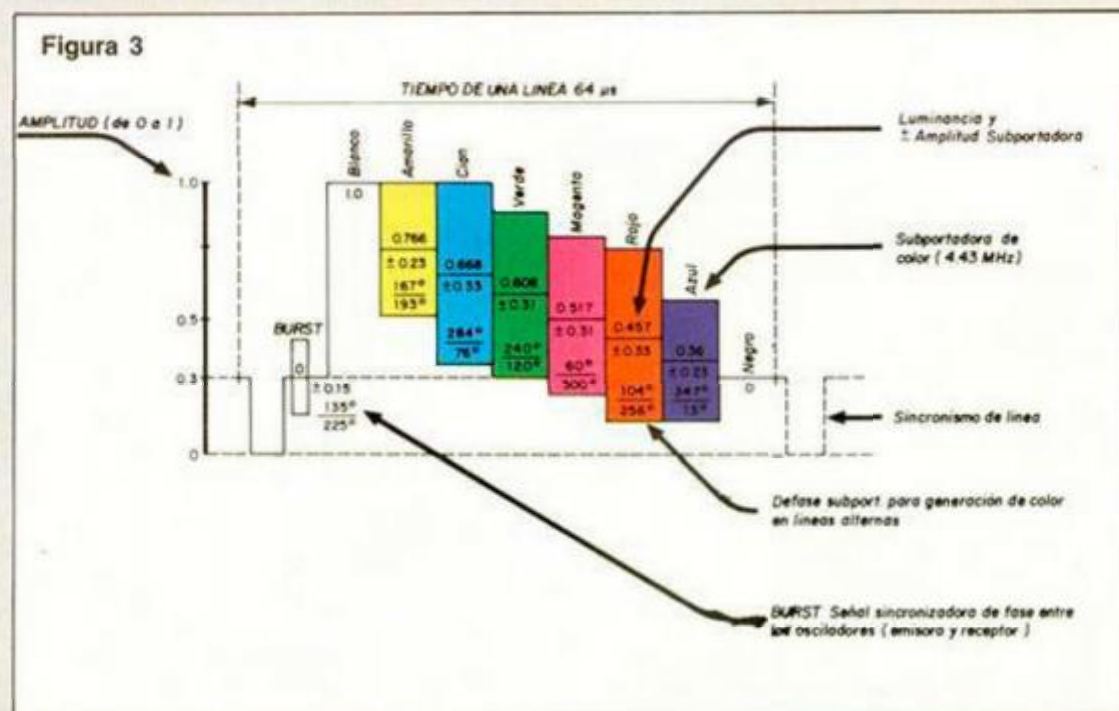 Figura 3
TIEMPO DE UNA LINEA 64 µs
AMPLITUD (de 0 a 1)
Luminancia y
± Amplitud Subportadora
Blanco
Amarillo
Cian
Verde
Magenta
Rojo
Azul
Negro
1.0
0.5
0.3
0
1.0
0.766
± 0.23
167°
193°
0.668
±0.33
284°
76°
0.608
±0.31
240°
120°
0.517
±0.31
60°
300°
0.457
±0.33
104°
256°
0.36
±0.23
347°
13°
0
Subportadora de
color (4.43 MHz)
BURST
0
±0.15
135°
225°
Sincronismo de linea
Defase subport. para generación de color
en lineas alternas
BURST Señal sincronizadora de fase entre
los osciladores (emisora y receptor)